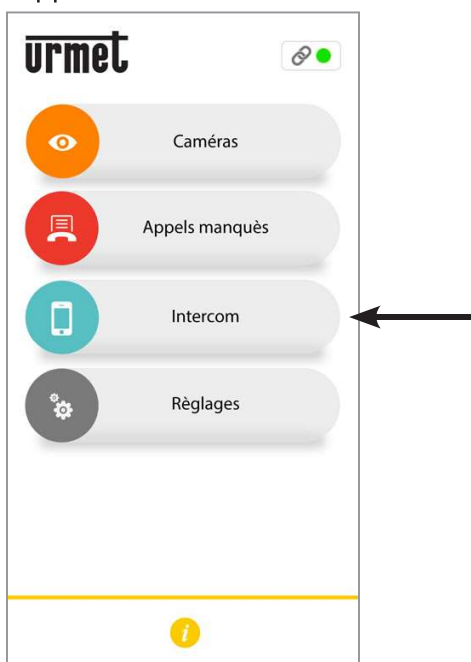 urmet
Caméras
Appels manquès
Intercom
Règlages
i